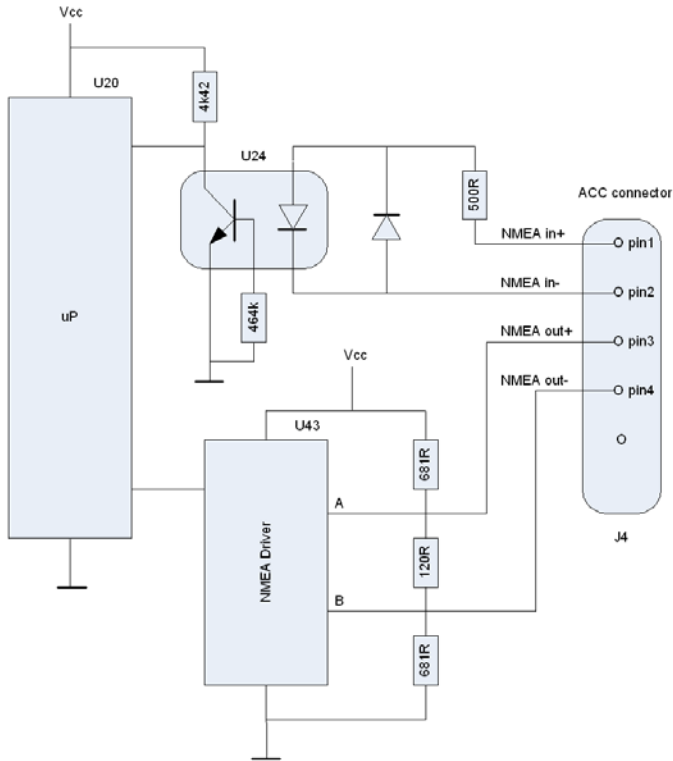 Vcc
U20
4k42
U24
500R
ACC connector
NMEA in+
pin1
NMEA in-
pin2
uP
464k
NMEA out+
pin3
Vcc
NMEA out-
pin4
U43
681R
A
J4
NMEA Driver
120R
B
681R